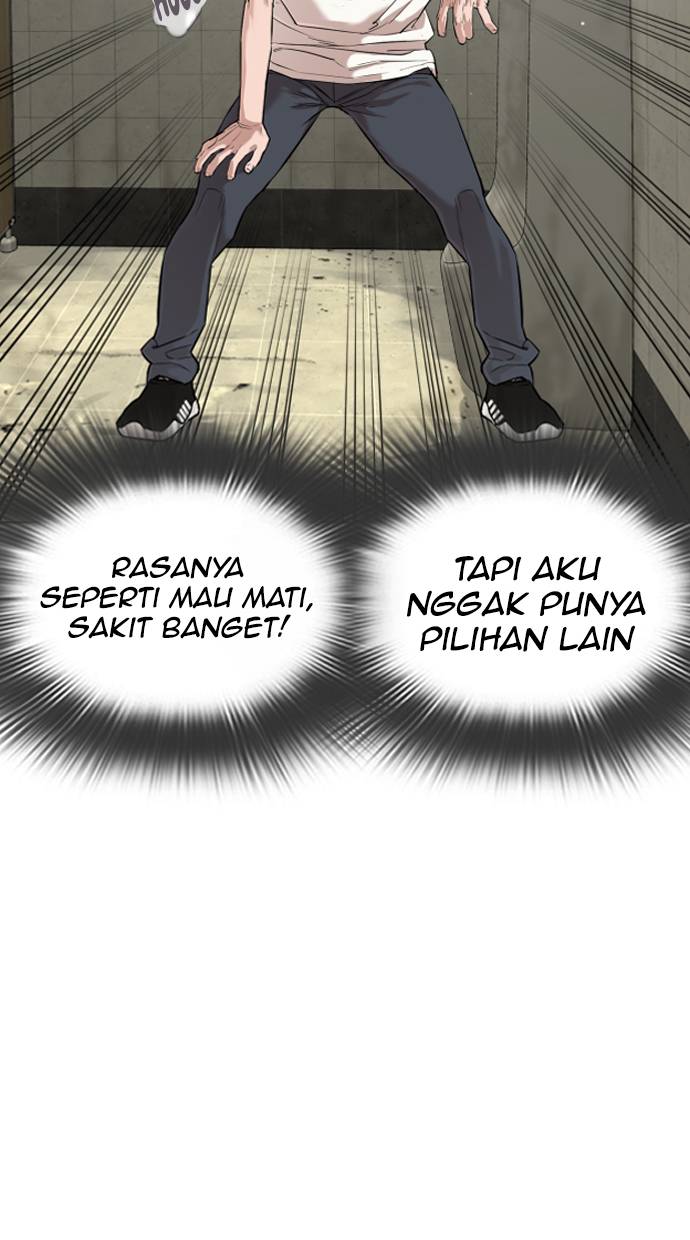 RASANYA
SEPERTI MAU MATI,
SAKIT BANGET!
TAPI AKU
NGGAK PUNYA
PILIHAN LAIN